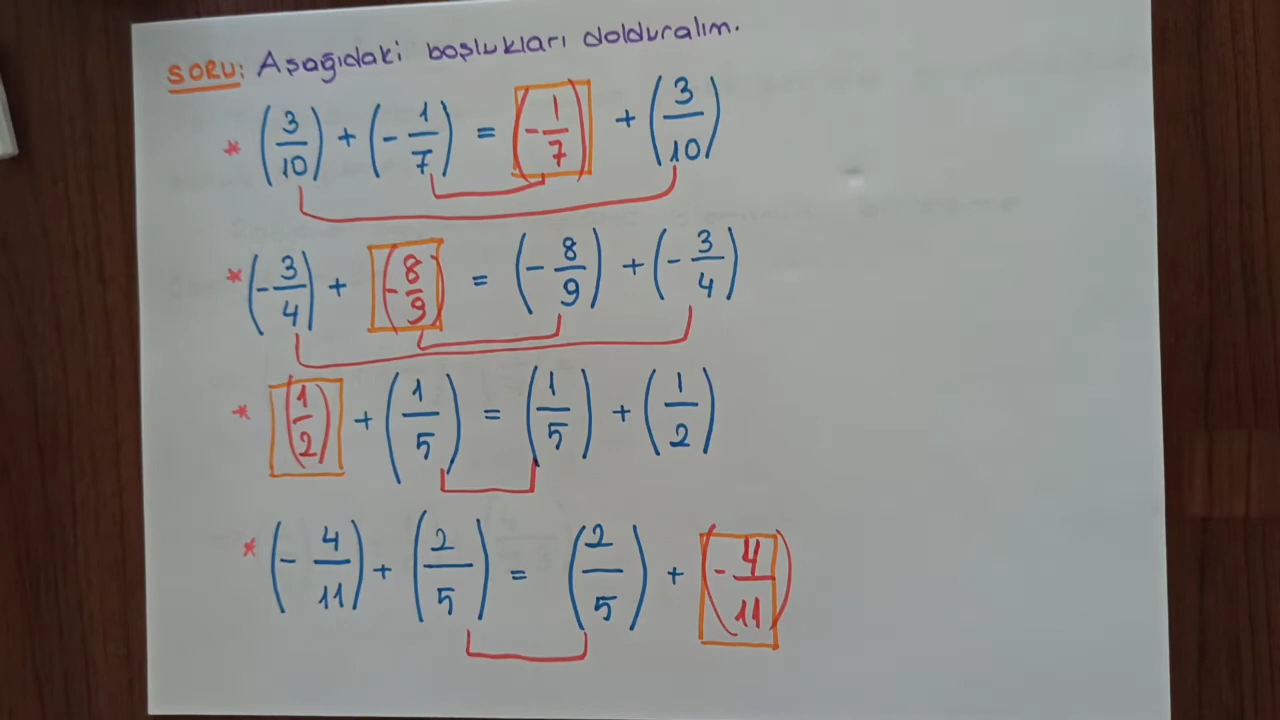 SORU: Aşağıdaki boşlukları dolduralım.
* (3/10) + (-1/7) = (-1/7) + (3/10)
* (-3/4) + (-8/9) = (-8/9) + (-3/4)
* (1/2) + (1/5) = (1/5) + (1/2)
* (-4/11) + (2/5) = (2/5) + (-4/11)